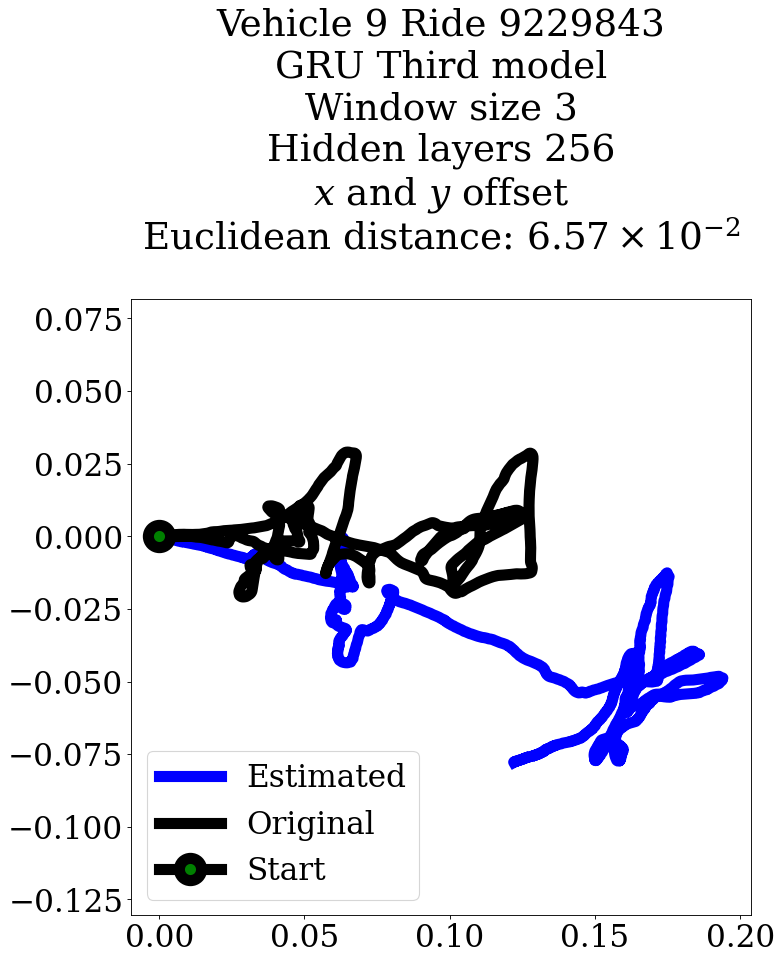 Vehicle 9 Ride 9229843
GRU Third model
Window size 3
Hidden layers 256
x and y offset
Euclidean distance: 6.57 × 10⁻²
0.075
0.050
0.025
0.000
−0.025
−0.050
−0.075
−0.100
−0.125
Estimated
Original
Start
0.00 0.05 0.10 0.15 0.20